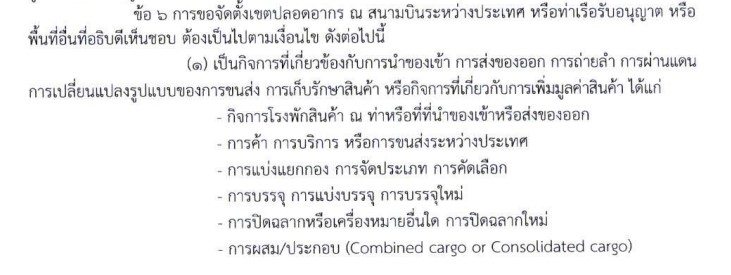 ข้อ ๖ การขอจัดตั้งเขตปลอดอากร ณ สนามบินระหว่างประเทศ หรือท่าเรือรับอนุญาต หรือ
พื้นที่อื่นที่อธิบดีเห็นชอบ ต้องเป็นไปตามเงื่อนไข ดังต่อไปนี้
(๑) เป็นกิจการที่เกี่ยวข้องกับการนำของเข้า การส่งของออก การถ่ายลำ การผ่านแดน
การเปลี่ยนแปลงรูปแบบของการขนส่ง การเก็บรักษาสินค้า หรือกิจการที่เกี่ยวกับการเพิ่มมูลค่าสินค้า ได้แก่
- กิจการโรงพักสินค้า ณ ท่าหรือที่ที่นำของเข้าหรือส่งของออก
- การค้า การบริการ หรือการขนส่งระหว่างประเทศ
- การแบ่งแยกกอง การจัดประเภท การคัดเลือก
- การบรรจุ การแบ่งบรรจุ การบรรจุใหม่
- การปิดฉลากหรือเครื่องหมายอื่นใด การปิดฉลากใหม่
- การผสม/ประกอบ (Combined cargo or Consolidated cargo)